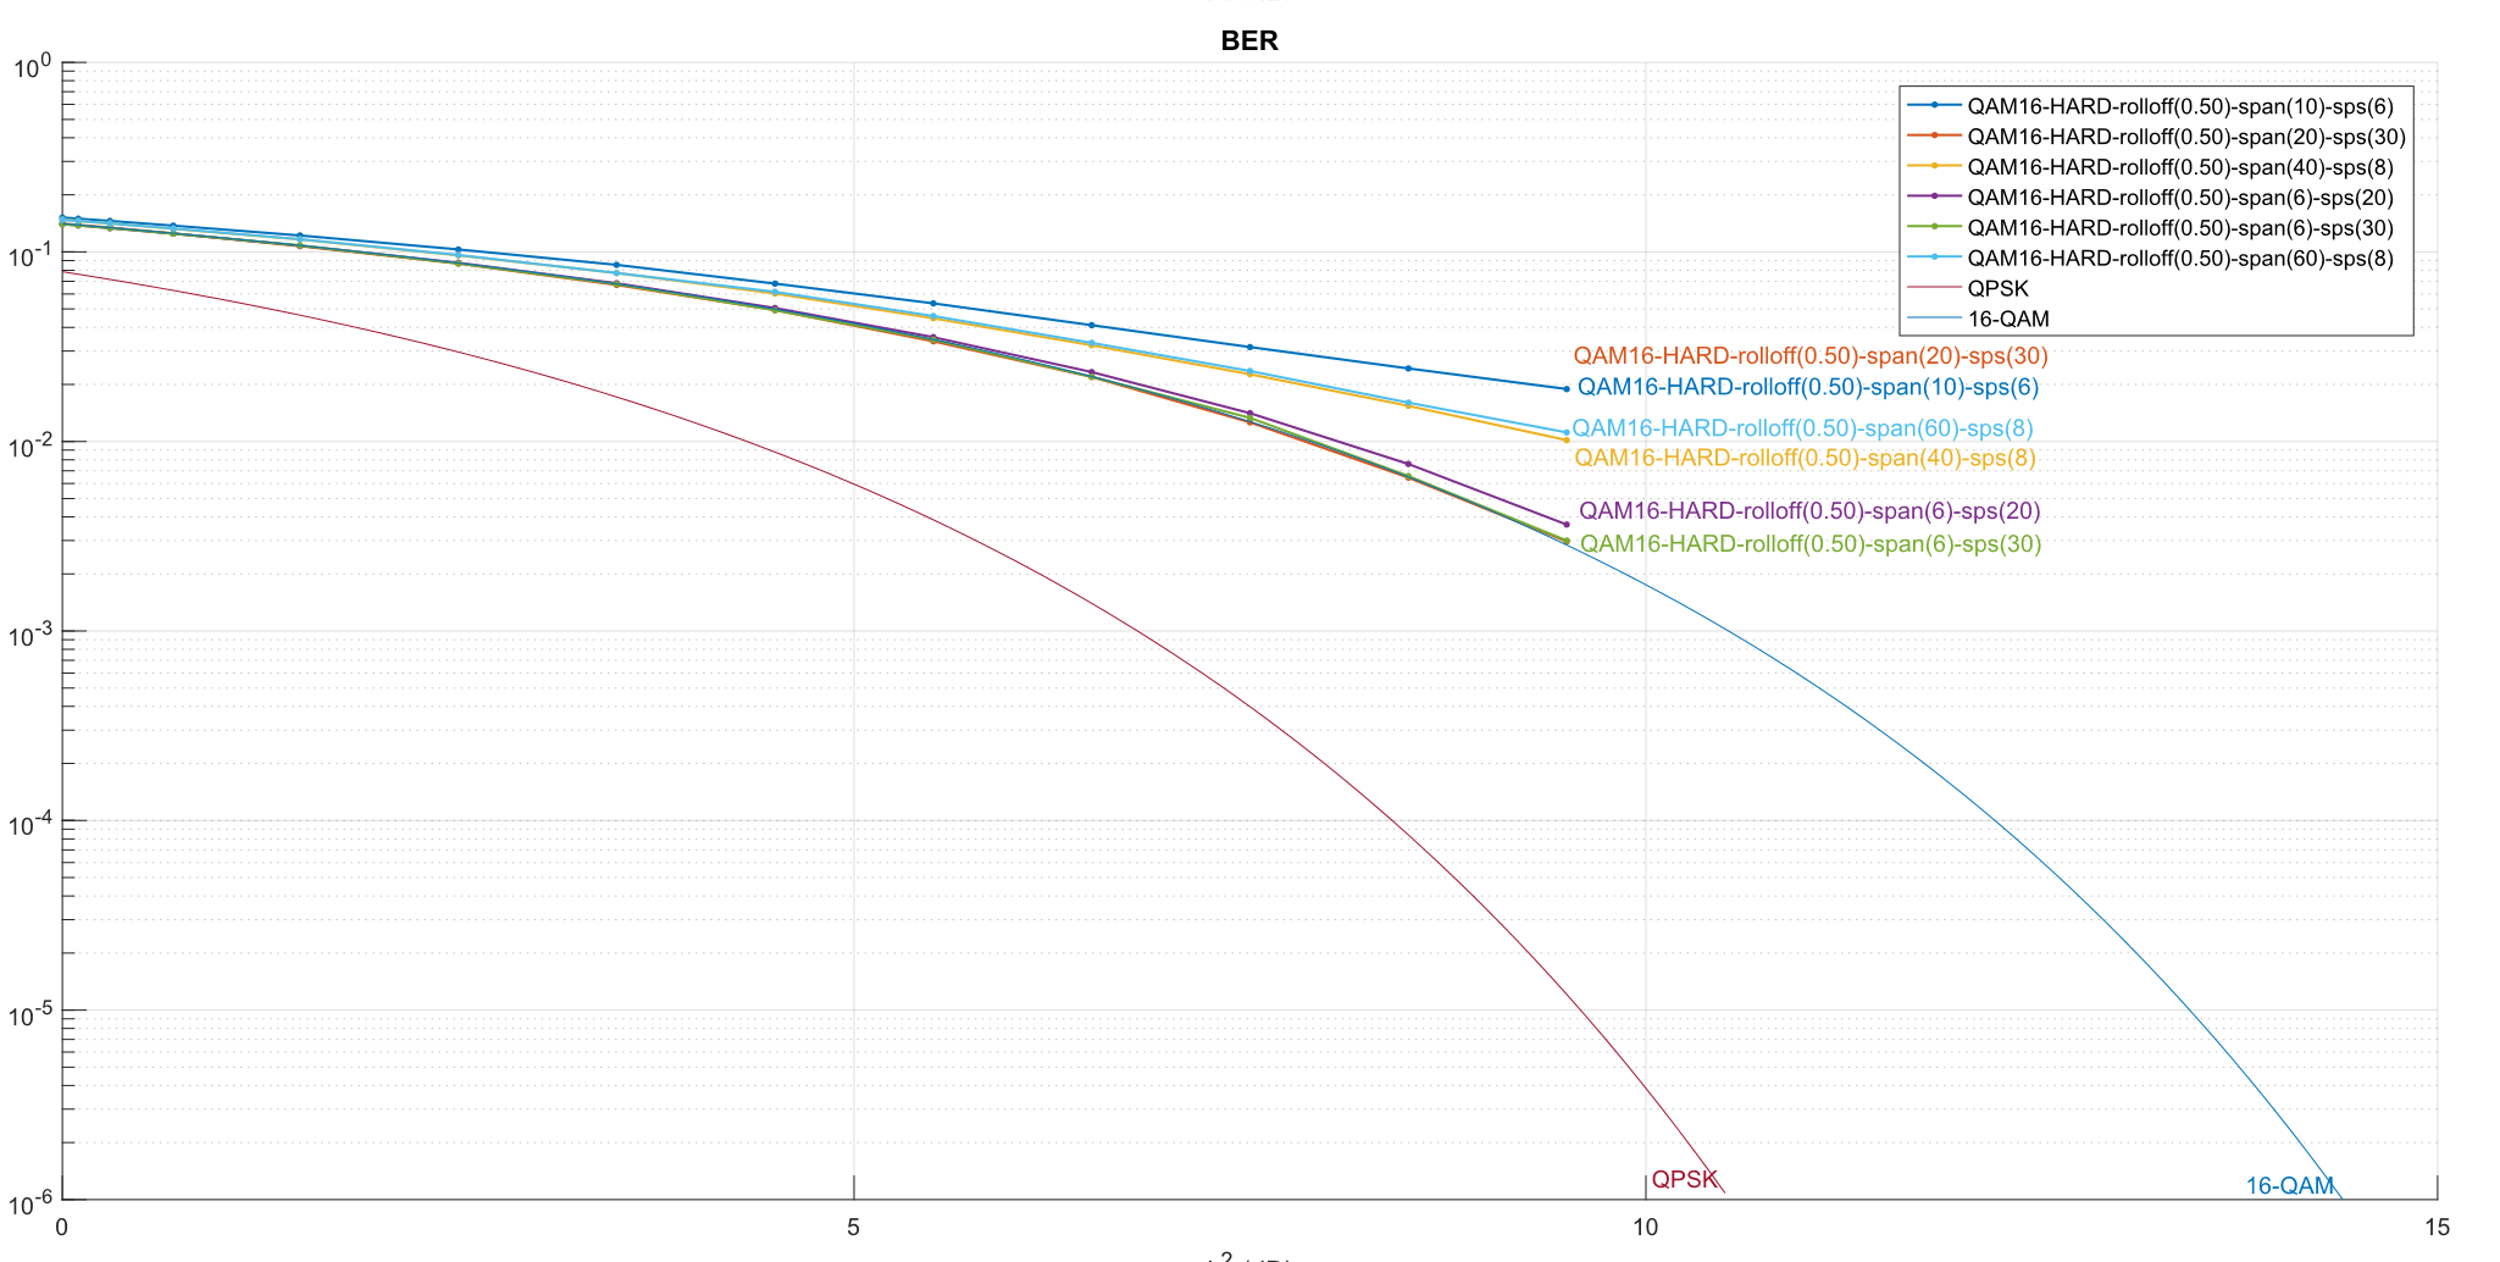 BER
10^0
10^-1
10^-2
10^-3
10^-4
10^-5
10^-6
QAM16-HARD-rolloff(0.50)-span(10)-sps(6)
QAM16-HARD-rolloff(0.50)-span(20)-sps(30)
QAM16-HARD-rolloff(0.50)-span(40)-sps(8)
QAM16-HARD-rolloff(0.50)-span(6)-sps(20)
QAM16-HARD-rolloff(0.50)-span(6)-sps(30)
QAM16-HARD-rolloff(0.50)-span(60)-sps(8)
QPSK
16-QAM
QAM16-HARD-rolloff(0.50)-span(20)-sps(30)
QAM16-HARD-rolloff(0.50)-span(10)-sps(6)
QAM16-HARD-rolloff(0.50)-span(60)-sps(8)
QAM16-HARD-rolloff(0.50)-span(40)-sps(8)
QAM16-HARD-rolloff(0.50)-span(6)-sps(20)
QAM16-HARD-rolloff(0.50)-span(6)-sps(30)
QPSK
16-QAM
0 5 10 15